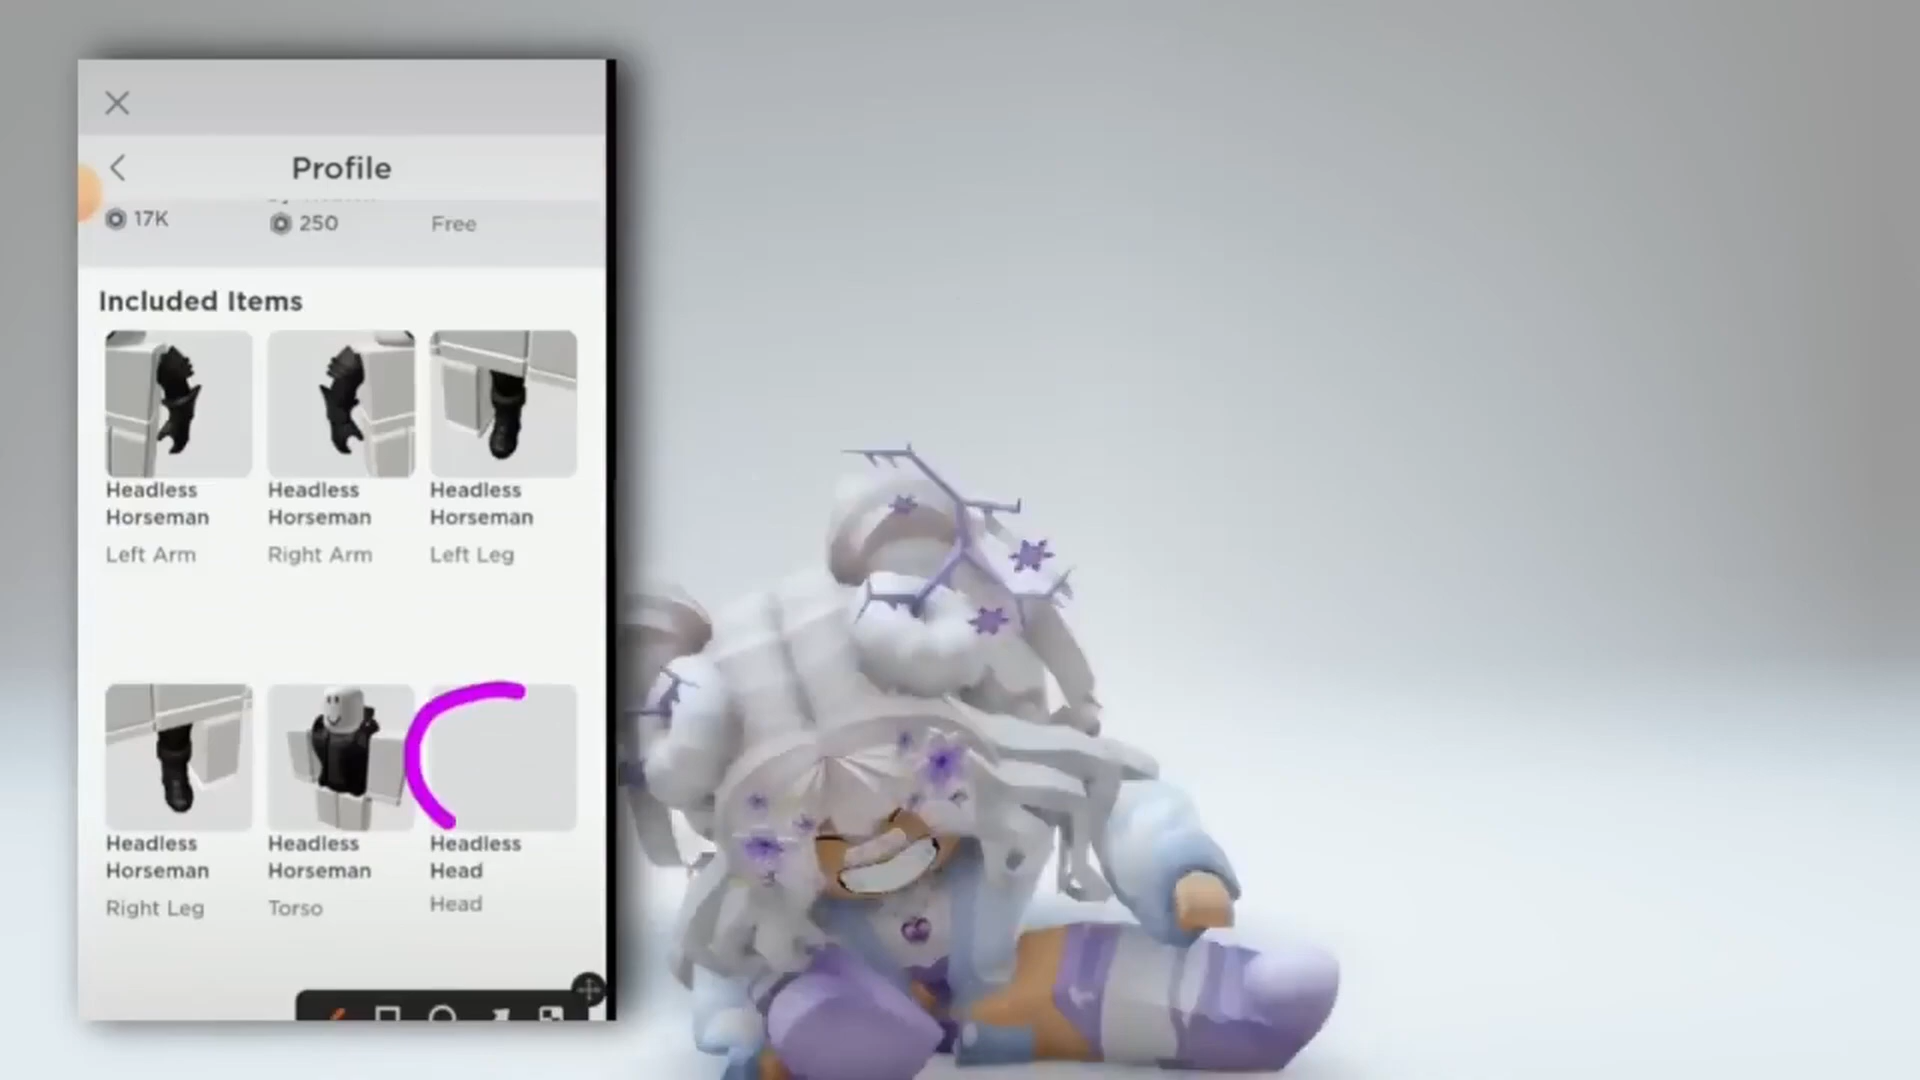 Profile
17K
250
Free
Included Items
Headless Horseman
Left Arm
Headless Horseman
Right Arm
Headless Horseman
Left Leg
Headless Horseman
Right Leg
Headless Horseman
Torso
Headless Head
Head